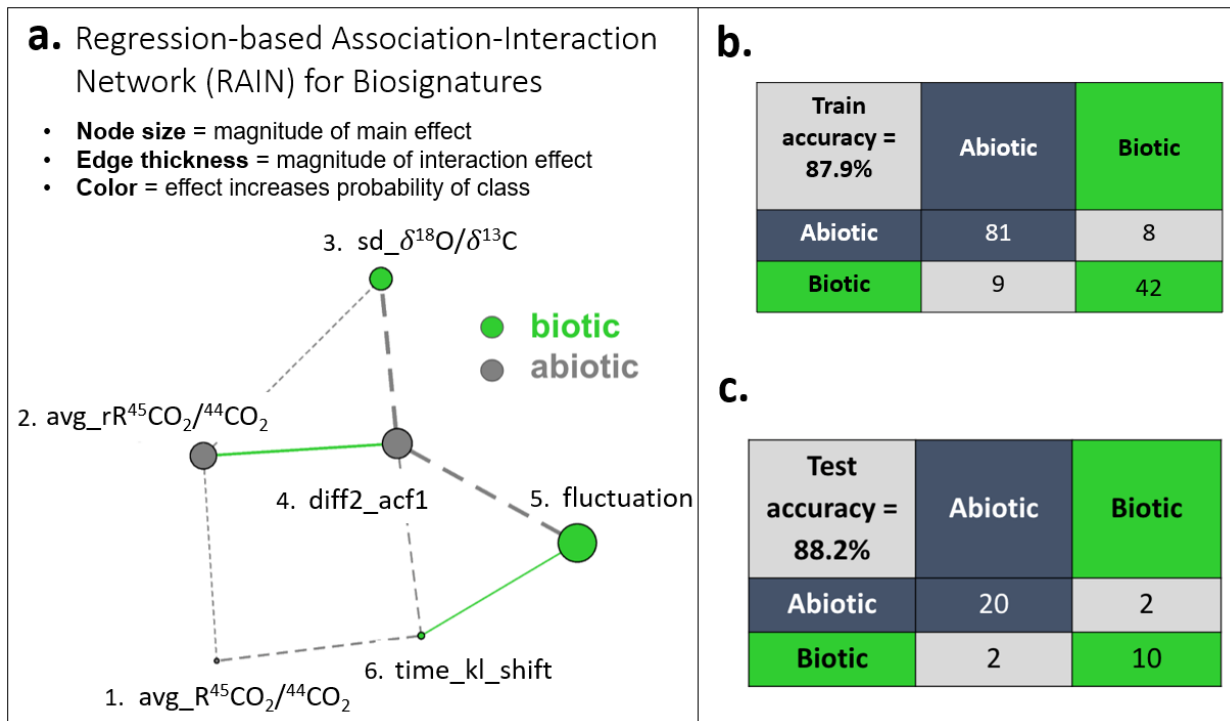 a. Regression-based Association-Interaction
Network (RAIN) for Biosignatures
• Node size = magnitude of main effect
• Edge thickness = magnitude of interaction effect
• Color = effect increases probability of class
3. sd_δ¹⁸O/δ¹³C
biotic
abiotic
2. avg_rR⁴⁵CO₂/⁴⁴CO₂
4. diff2_acf1
5. fluctuation
6. time_kl_shift
1. avg_R⁴⁵CO₂/⁴⁴CO₂
b.
Train
accuracy =
87.9%
Abiotic
Biotic
Abiotic 81 8
Biotic 9 42
c.
Test
accuracy =
88.2%
Abiotic
Biotic
Abiotic 20 2
Biotic 2 10